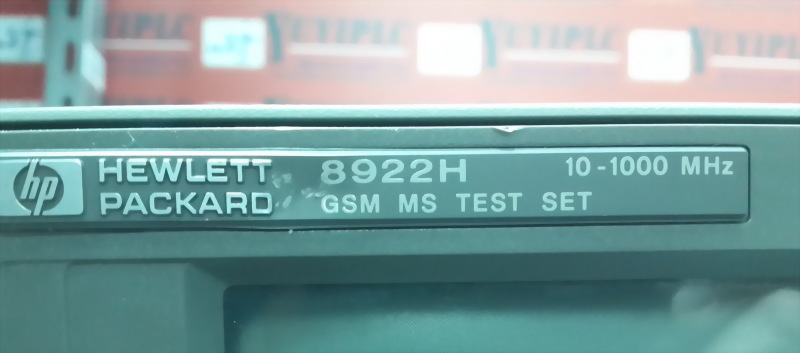 hp HEWLETT PACKARD
8922H
10-1000 MHz
GSM MS TEST SET